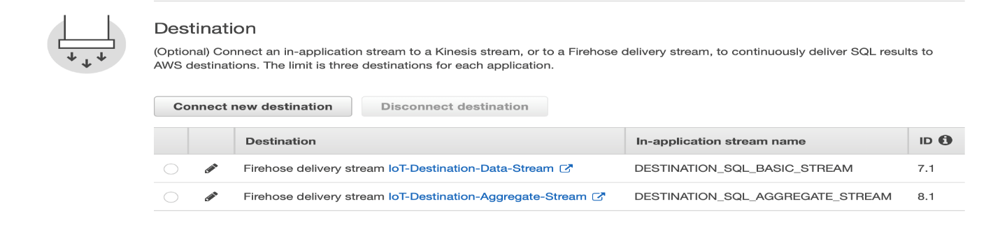 Destination
(Optional) Connect an in-application stream to a Kinesis stream, or to a Firehose delivery stream, to continuously deliver SQL results to
AWS destinations. The limit is three destinations for each application.
Connect new destination Disconnect destination
Destination In-application stream name ID
Firehose delivery stream IoT-Destination-Data-Stream DESTINATION_SQL_BASIC_STREAM 7.1
Firehose delivery stream IoT-Destination-Aggregate-Stream DESTINATION_SQL_AGGREGATE_STREAM 8.1